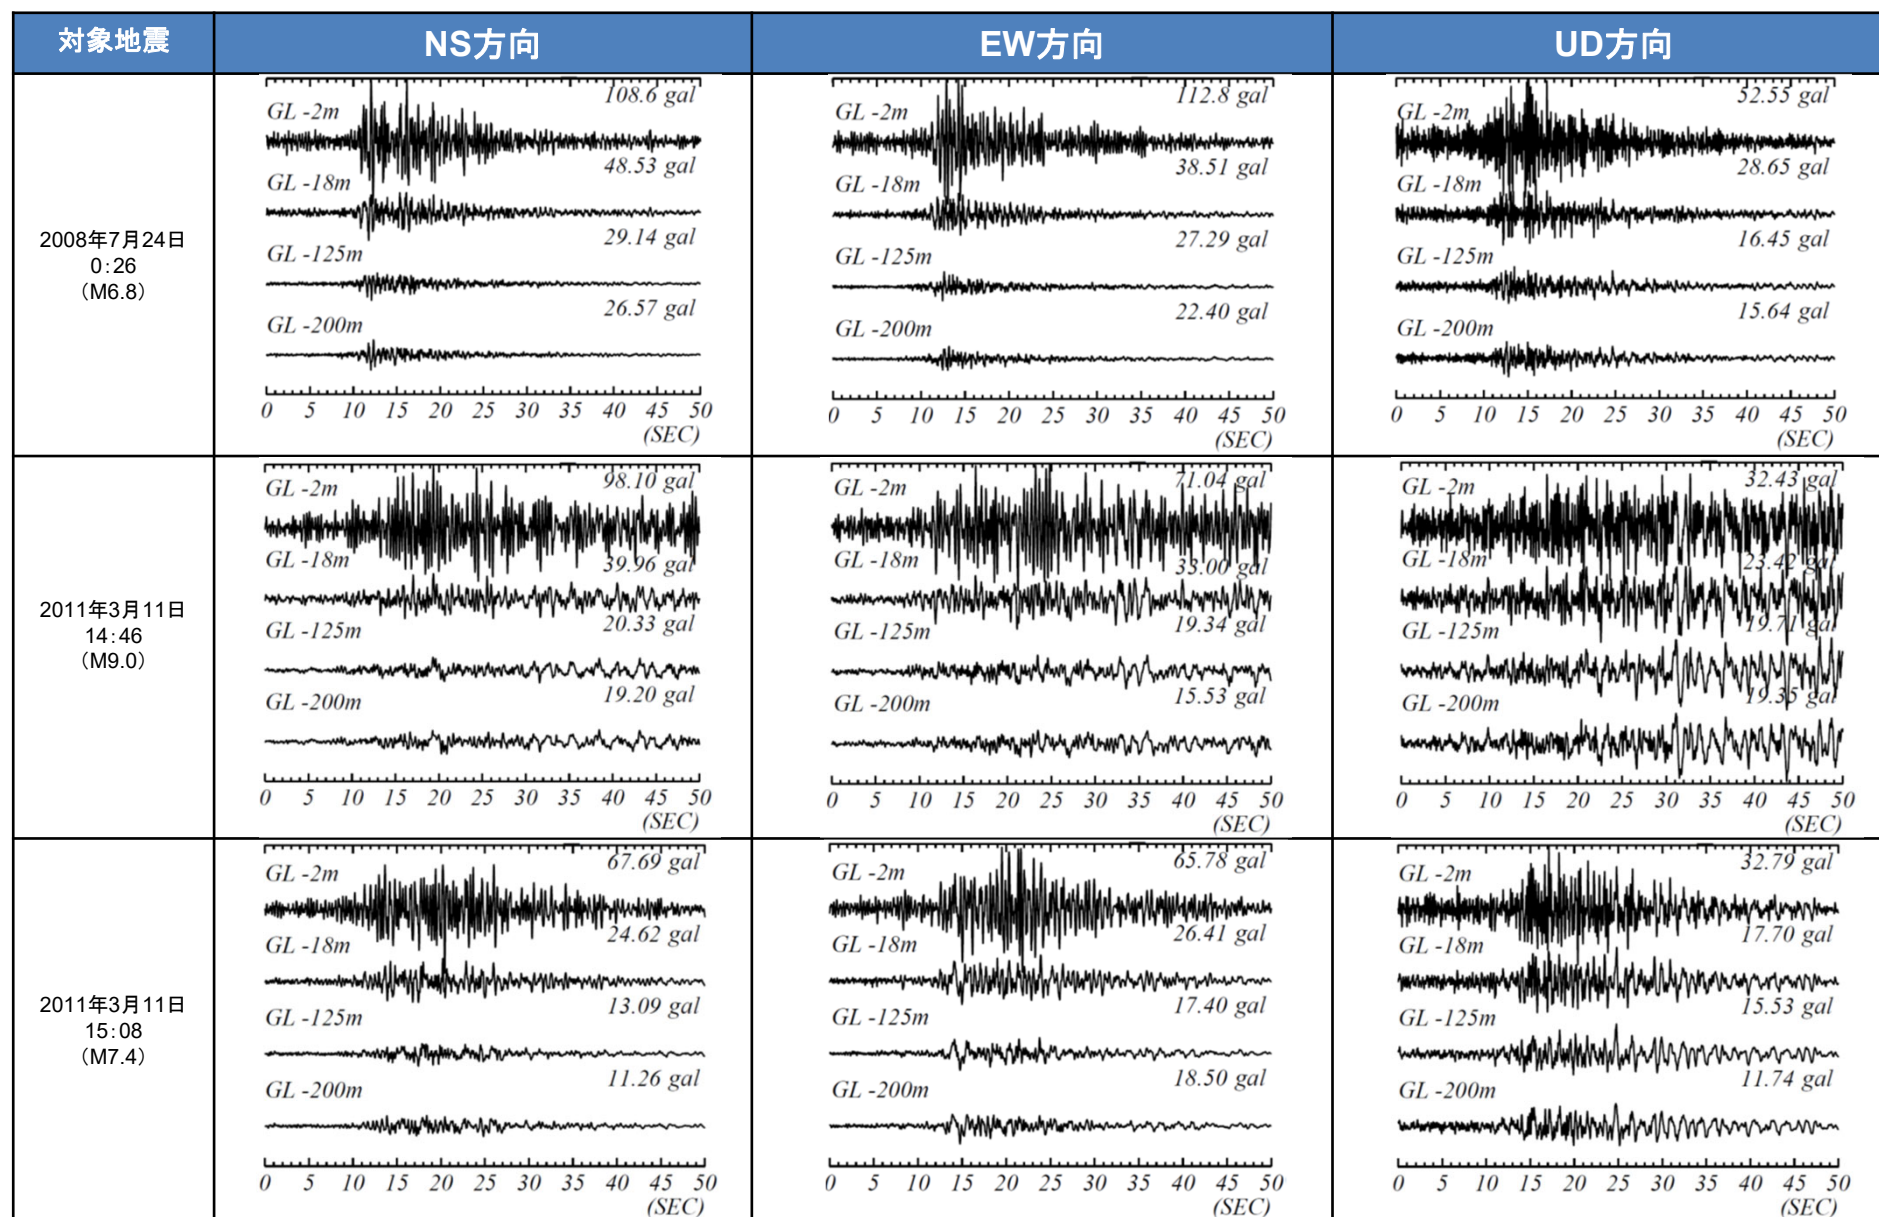 対象地震 NS方向 EW方向 UD方向
2008年7月24日
0:26
（M6.8）
GL -2m 108.6 gal
GL -18m 48.53 gal
GL -125m 29.14 gal
GL -200m 26.57 gal
0 5 10 15 20 25 30 35 40 45 50
(SEC)
GL -2m 112.8 gal
GL -18m 38.51 gal
GL -125m 27.29 gal
GL -200m 22.40 gal
0 5 10 15 20 25 30 35 40 45 50
(SEC)
GL -2m 52.55 gal
GL -18m 28.65 gal
GL -125m 16.45 gal
GL -200m 15.64 gal
0 5 10 15 20 25 30 35 40 45 50
(SEC)
2011年3月11日
14:46
（M9.0）
GL -2m 98.10 gal
GL -18m 39.96 gal
GL -125m 20.33 gal
GL -200m 19.20 gal
0 5 10 15 20 25 30 35 40 45 50
(SEC)
GL -2m 71.04 gal
GL -18m 33.00 gal
GL -125m 19.34 gal
GL -200m 15.53 gal
0 5 10 15 20 25 30 35 40 45 50
(SEC)
GL -2m 32.43 gal
GL -18m 23.42 gal
GL -125m 19.71 gal
GL -200m 19.35 gal
0 5 10 15 20 25 30 35 40 45 50
(SEC)
2011年3月11日
15:08
（M7.4）
GL -2m 67.69 gal
GL -18m 24.62 gal
GL -125m 13.09 gal
GL -200m 11.26 gal
0 5 10 15 20 25 30 35 40 45 50
(SEC)
GL -2m 65.78 gal
GL -18m 26.41 gal
GL -125m 17.40 gal
GL -200m 18.50 gal
0 5 10 15 20 25 30 35 40 45 50
(SEC)
GL -2m 32.79 gal
GL -18m 17.70 gal
GL -125m 15.53 gal
GL -200m 11.74 gal
0 5 10 15 20 25 30 35 40 45 50
(SEC)